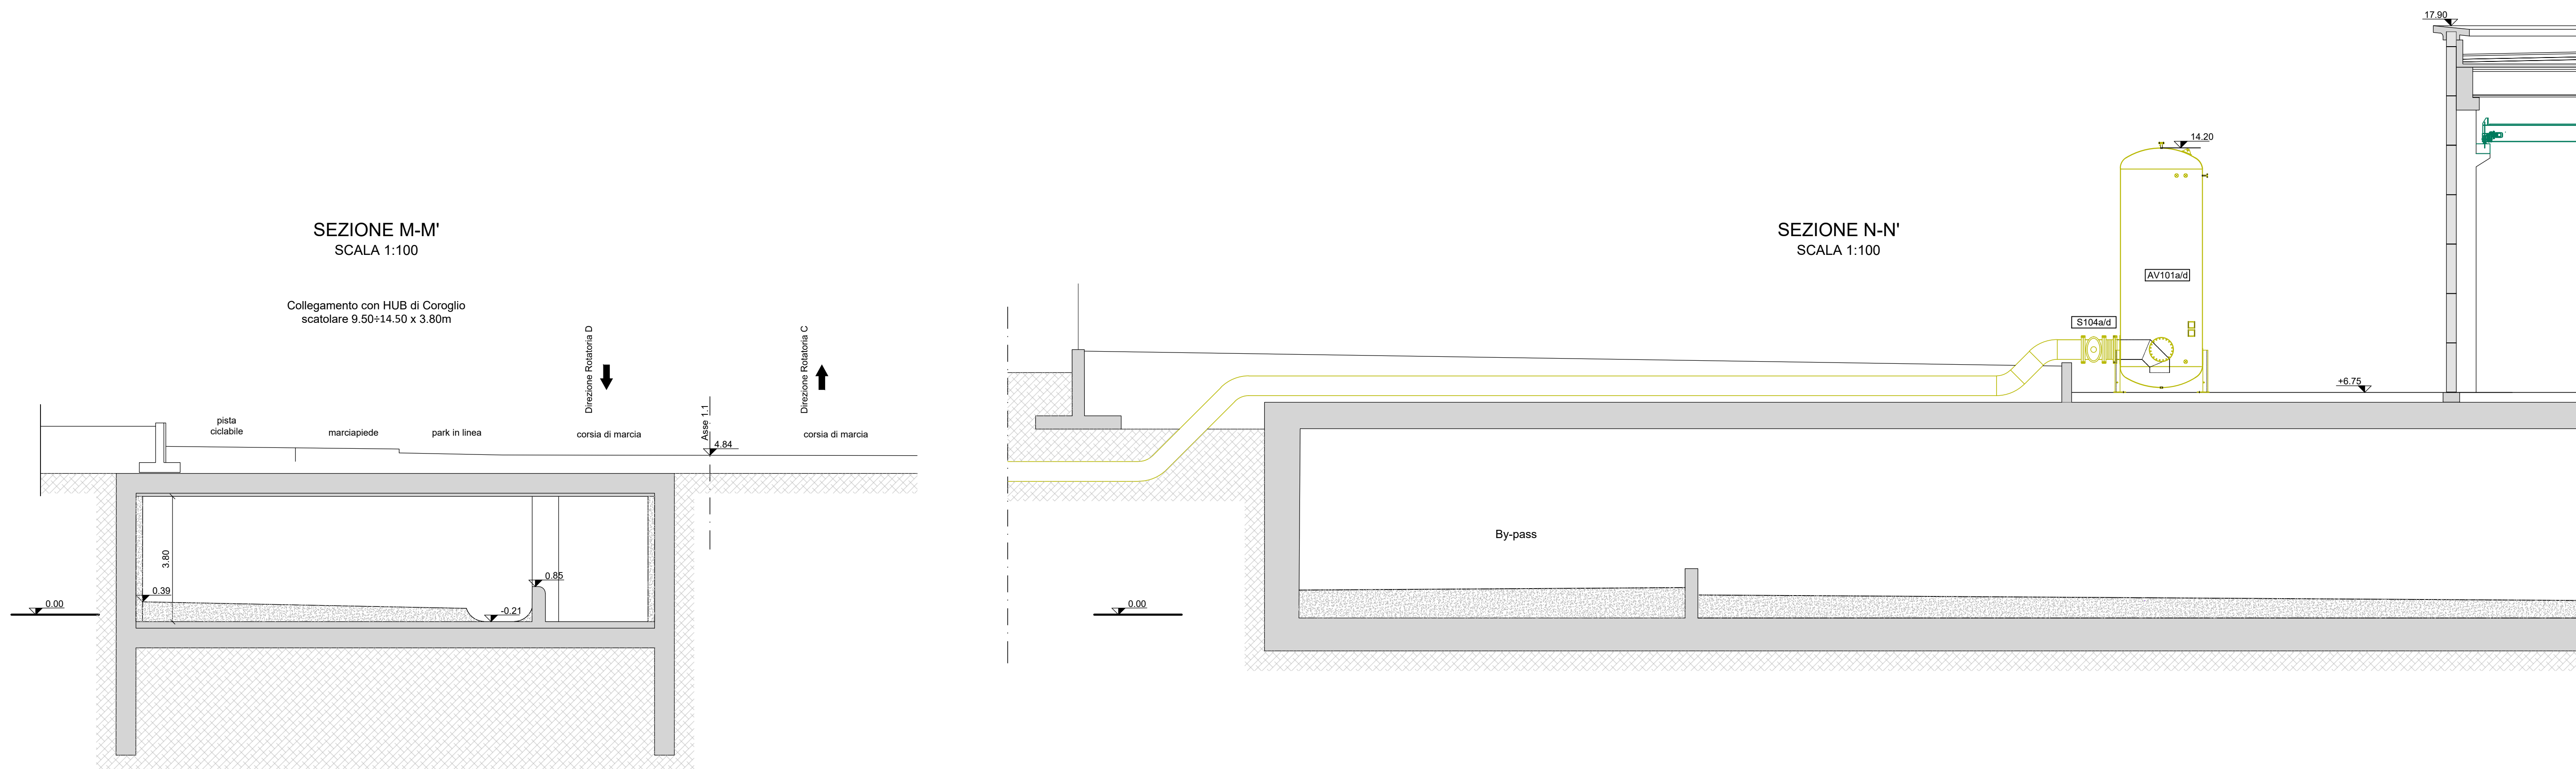 SEZIONE M-M'
SCALA 1:100
Collegamento con HUB di Coroglio
scatolare 9.50÷14.50 x 3.80m
Direzione Rotatoria D
Direzione Rotatoria C
pista
ciclabile
marciapiede
park in linea
corsia di marcia
Asse 1.1
4.84
corsia di marcia
3.80
0.39
0.85
-0.21
0.00
SEZIONE N-N'
SCALA 1:100
17.90
14.20
AV101a/d
S104a/d
+6.75
By-pass
0.00